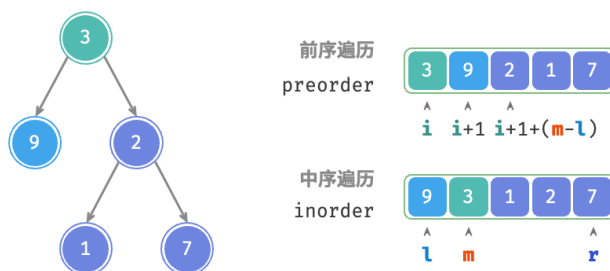 3
9
2
1
7
前序遍历
preorder
3 9 2 1 7
i i+1 i+1+(m-l)
中序遍历
inorder
9 3 1 2 7
l m r